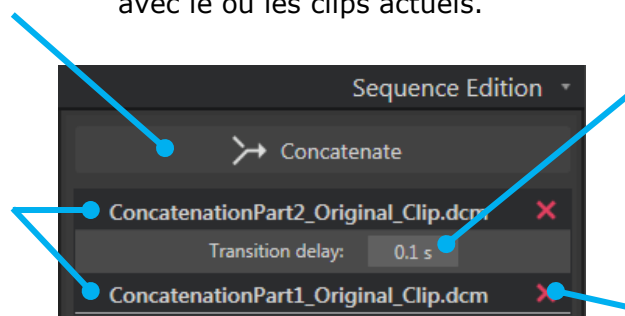 avec le ou les clips actuels.
Sequence Edition
Concatenate
ConcatenationPart2_Original_Clip.dcm
Transition delay: 0.1 s
ConcatenationPart1_Original_Clip.dcm